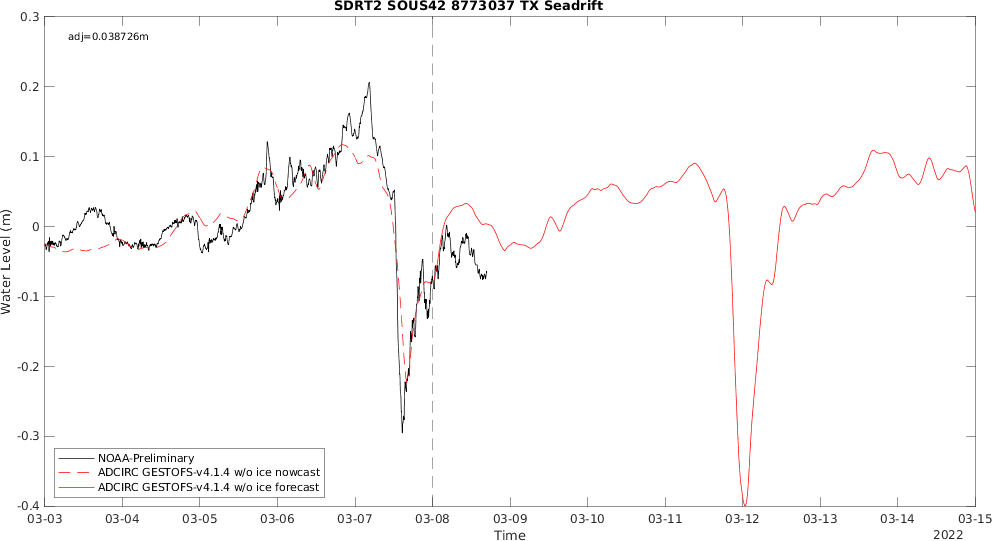 SDRT2 SOUS42 8773037 TX Seadrift
adj=0.038726m
0.3
0.2
0.1
0
-0.1
-0.2
-0.3
-0.4
Water Level (m)
NOAA-Preliminary
ADCIRC GESTOFS-v4.1.4 w/o ice nowcast
ADCIRC GESTOFS-v4.1.4 w/o ice forecast
03-03 03-04 03-05 03-06 03-07 03-08 03-09 03-10 03-11 03-12 03-13 03-14 03-15
Time
2022